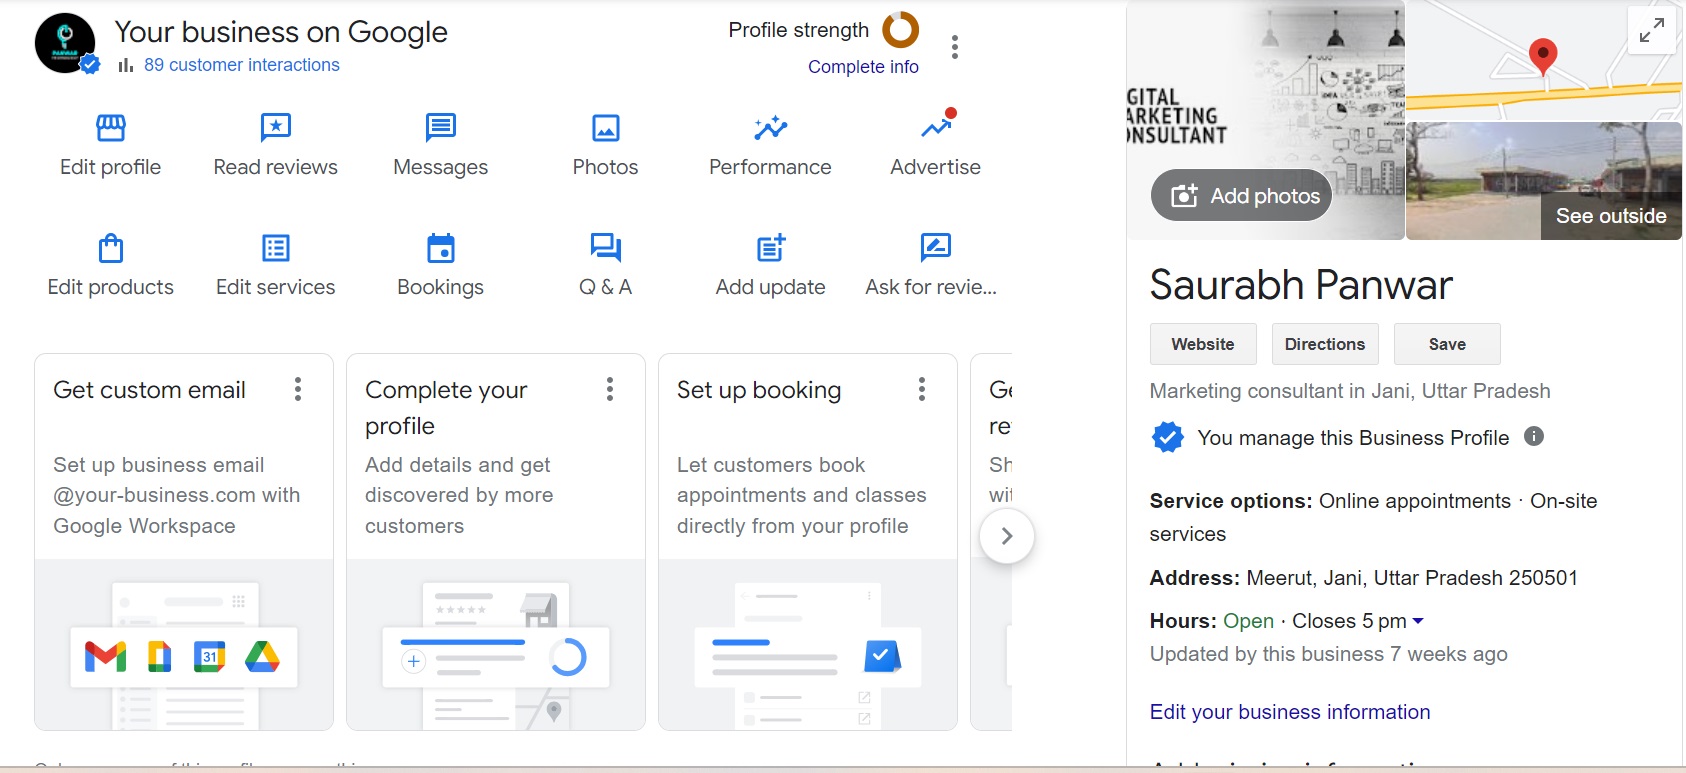 Your business on Google
89 customer interactions
Profile strength
Complete info
Edit profile
Read reviews
Messages
Photos
Performance
Advertise
Edit products
Edit services
Bookings
Q & A
Add update
Ask for revie...
Get custom email
Set up business email
@your-business.com with
Google Workspace
31
Complete your
profile
Add details and get
discovered by more
customers
Set up booking
Let customers book
appointments and classes
directly from your profile
GITAL
ARKETING
ONSULTANT
Add photos
See outside
Saurabh Panwar
Website
Directions
Save
Marketing consultant in Jani, Uttar Pradesh
You manage this Business Profile
Service options: Online appointments · On-site
services
Address: Meerut, Jani, Uttar Pradesh 250501
Hours: Open · Closes 5 pm
Updated by this business 7 weeks ago
Edit your business information